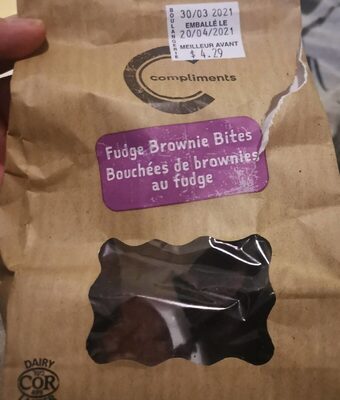 BOULANGERIE
30/03 2021
EMBALLÉ LE
20/04/2021
MEILLEUR AVANT
$ 4.29
compliments
Fudge Brownie Bites
Bouchées de brownies
au fudge
DAIRY
COR